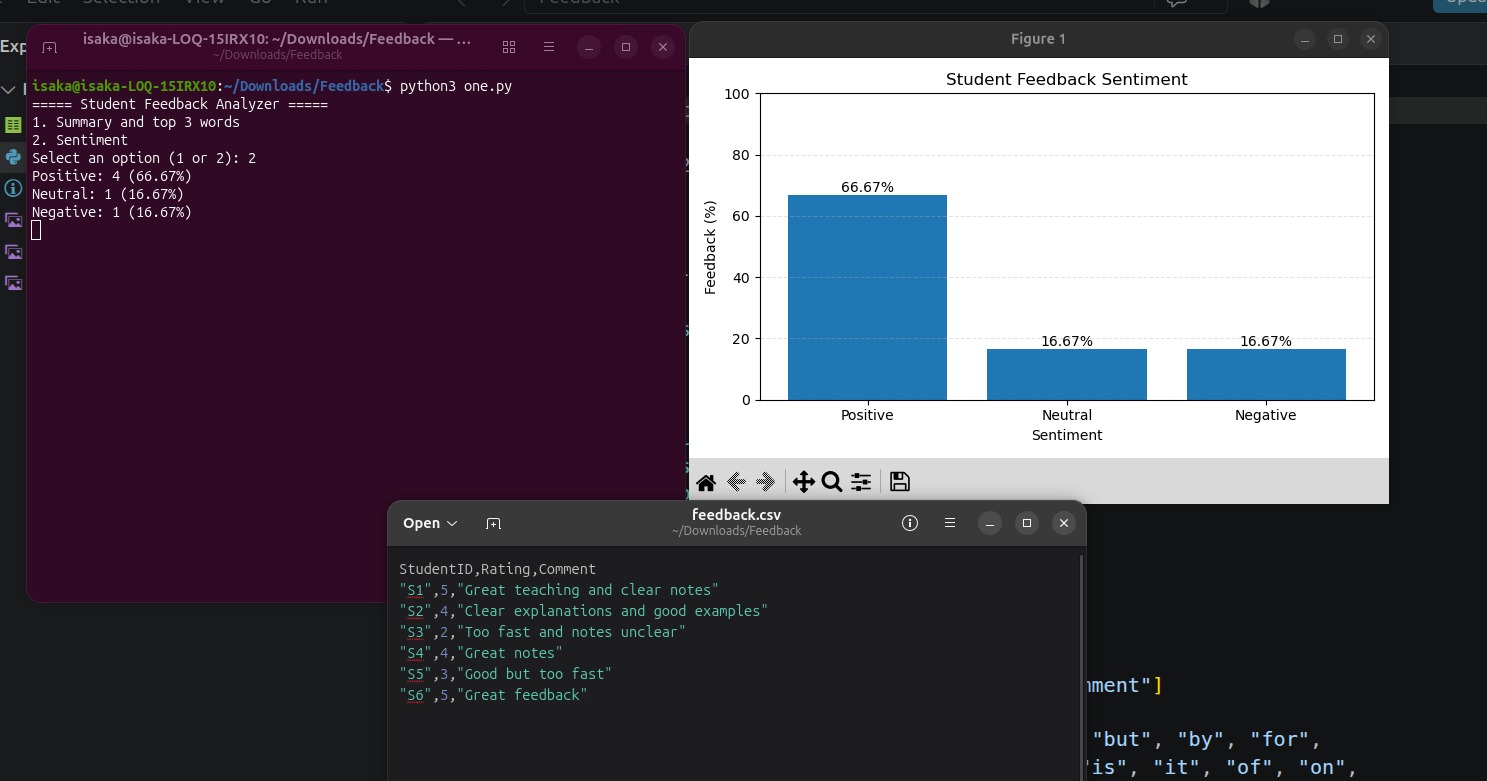 Edit Selection View Go Run
Feedback
Exp
isaka@isaka-LOQ-15IRX10: ~/Downloads/Feedback — ...
~/Downloads/Feedback
isaka@isaka-LOQ-15IRX10:~/Downloads/Feedback$ python3 one.py
===== Student Feedback Analyzer =====
1. Summary and top 3 words
2. Sentiment
Select an option (1 or 2): 2
Positive: 4 (66.67%)
Neutral: 1 (16.67%)
Negative: 1 (16.67%)
Figure 1
Student Feedback Sentiment
100
80
60
40
20
0
Feedback (%)
66.67%
16.67%
16.67%
Positive
Neutral
Negative
Sentiment
Open
feedback.csv
~/Downloads/Feedback
StudentID,Rating,Comment
"S1",5,"Great teaching and clear notes"
"S2",4,"Clear explanations and good examples"
"S3",2,"Too fast and notes unclear"
"S4",4,"Great notes"
"S5",3,"Good but too fast"
"S6",5,"Great feedback"
mment"]
"but", "by", "for",
"is", "it", "of", "on",